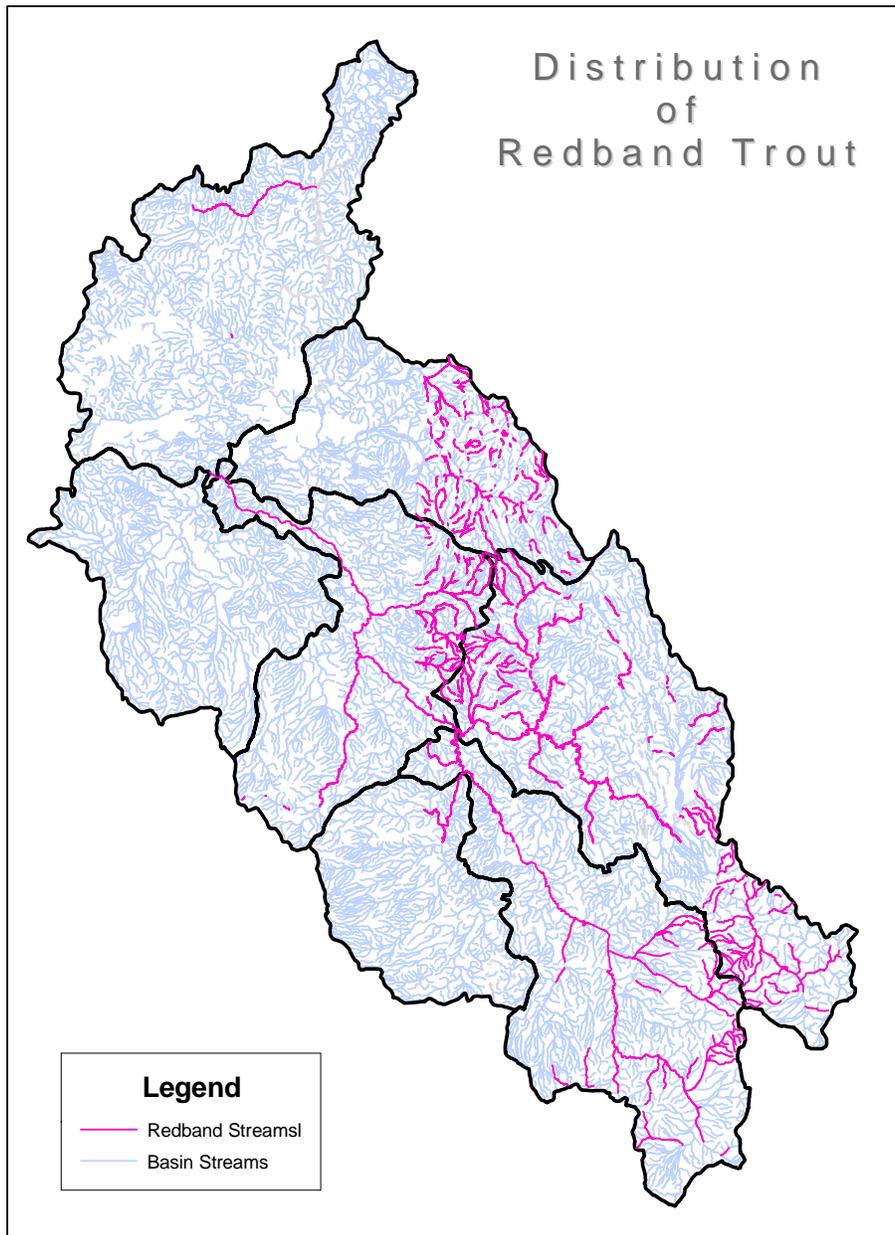 Distribution
of
Redband Trout
Legend
Redband Streamsl
Basin Streams